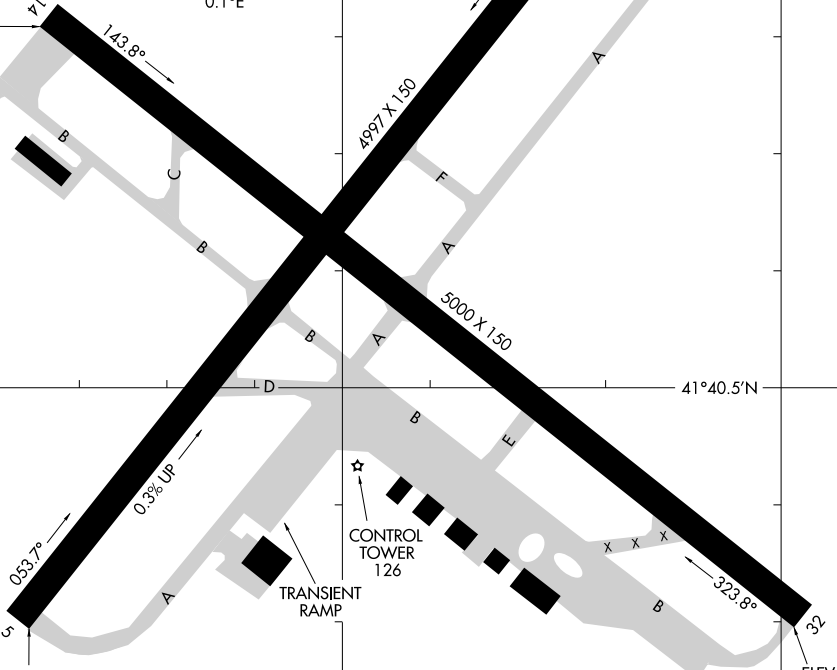 0.1°E
14
143.8°
A
4997 X 150
B
C
F
B
A
5000 X 150
B
A
D
41°40.5'N
B
E
0.3% UP
CONTROL
TOWER
126
X X X
053.7°
TRANSIENT
RAMP
323.8°
A
B
5
32
ELEV